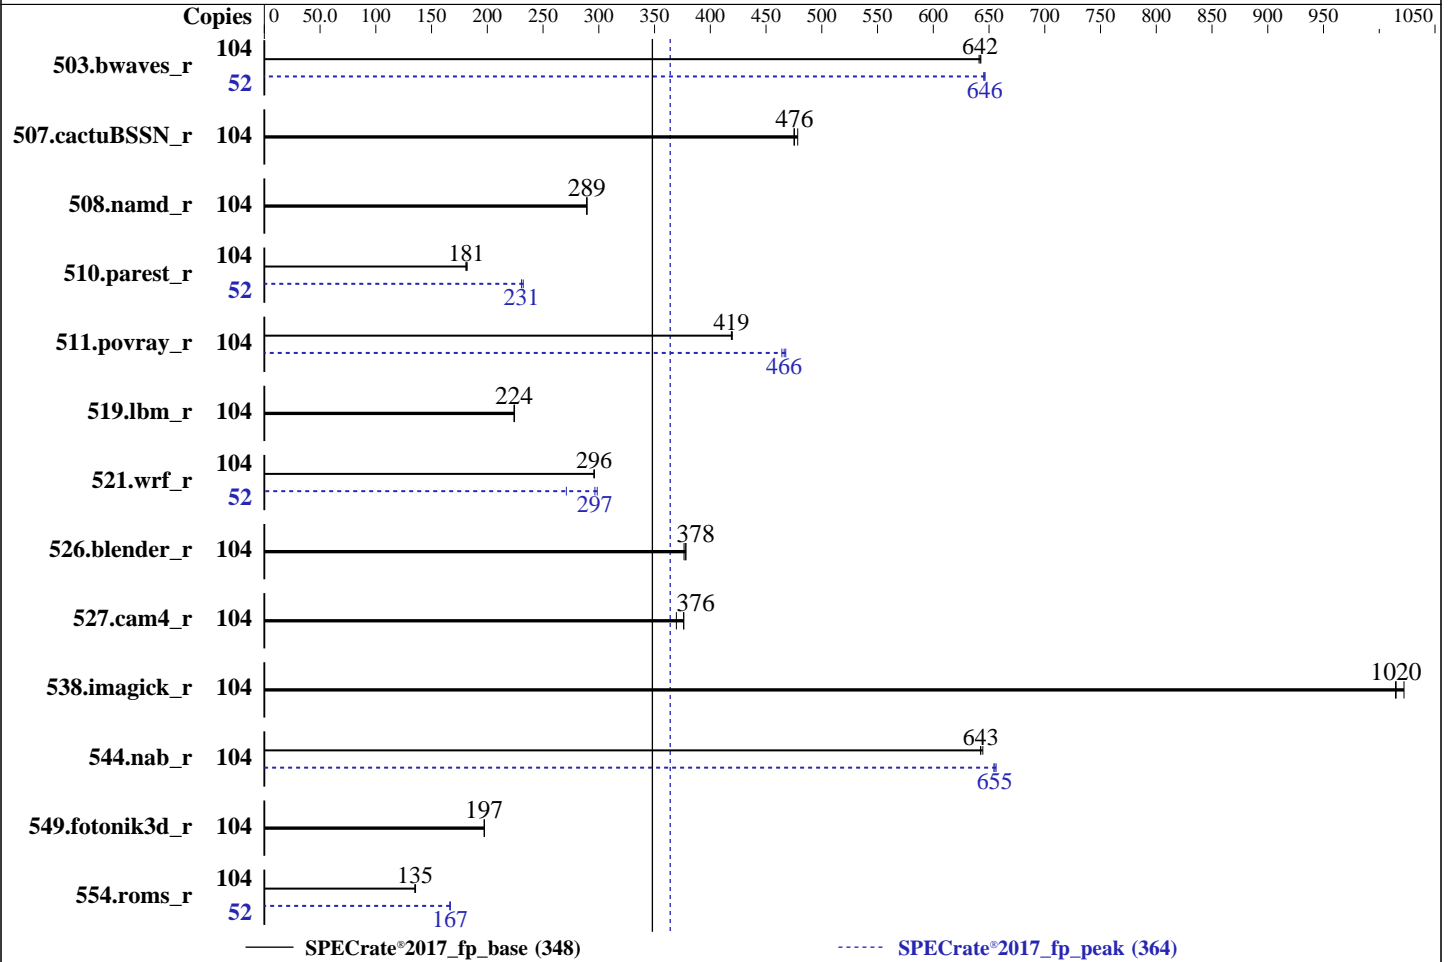 Copies 0 50.0 100 150 200 250 300 350 400 450 500 550 600 650 700 750 800 850 900 950 1050
503.bwaves_r 104 642
52 646
507.cactuBSSN_r 104 476
508.namd_r 104 289
510.parest_r 104 181
52 231
511.povray_r 104 419
466
519.lbm_r 104 224
521.wrf_r 104 296
52 297
526.blender_r 104 378
527.cam4_r 104 376
538.imagick_r 104 1020
544.nab_r 104 643
655
549.fotonik3d_r 104 197
554.roms_r 104 135
52 167
SPECrate®2017_fp_base (348) SPECrate®2017_fp_peak (364)